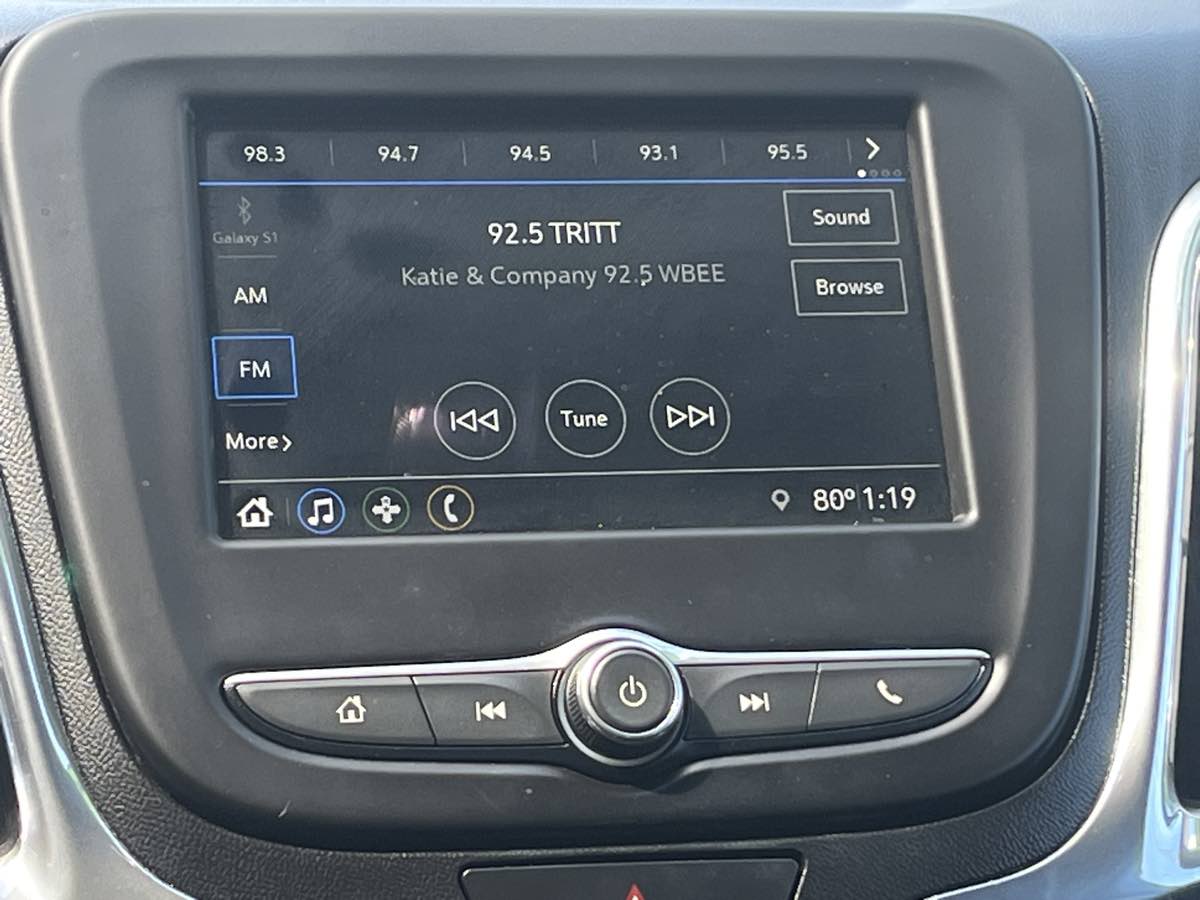 98.3 94.7 94.5 93.1 95.5
Galaxy S1
92.5 TRITT
Sound
Katie & Company 92.5 WBEE
Browse
AM
FM
Tune
More
80° 1:19